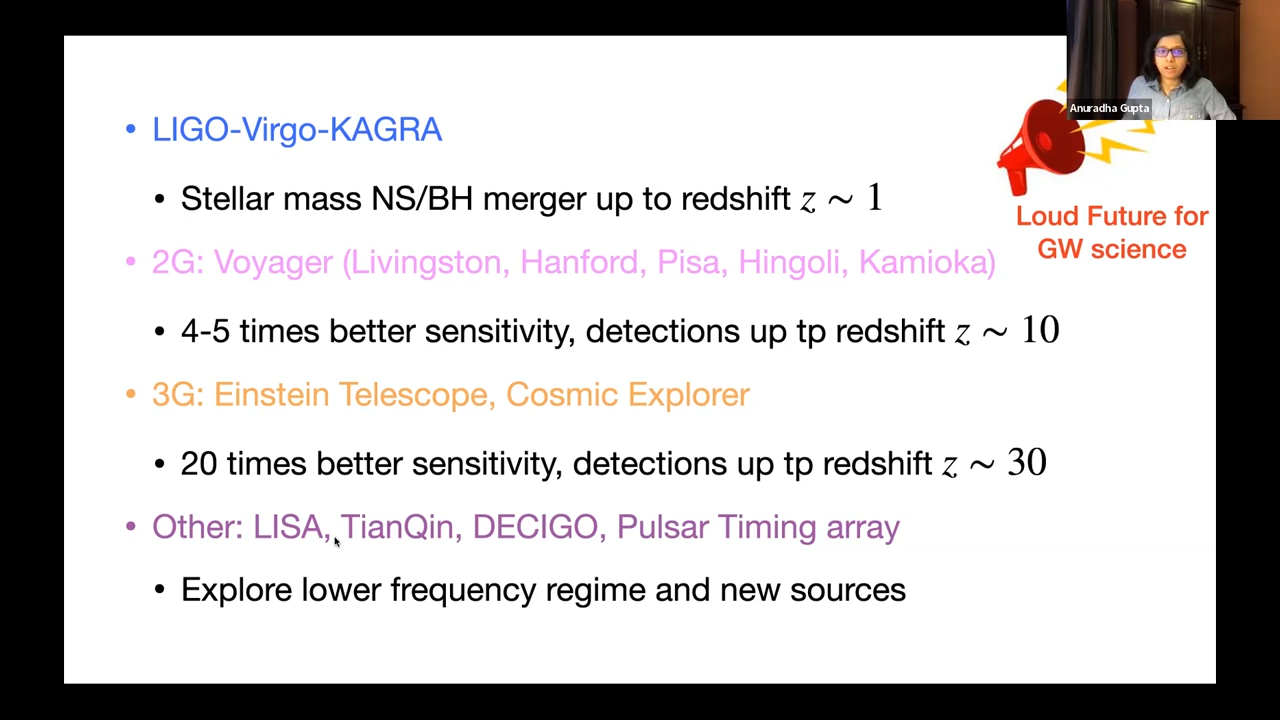 Anuradha Gupta
• LIGO-Virgo-KAGRA
• Stellar mass NS/BH merger up to redshift z ∼ 1
Loud Future for
GW science
• 2G: Voyager (Livingston, Hanford, Pisa, Hingoli, Kamioka)
• 4-5 times better sensitivity, detections up tp redshift z ∼ 10
• 3G: Einstein Telescope, Cosmic Explorer
• 20 times better sensitivity, detections up tp redshift z ∼ 30
• Other: LISA, TianQin, DECIGO, Pulsar Timing array
• Explore lower frequency regime and new sources